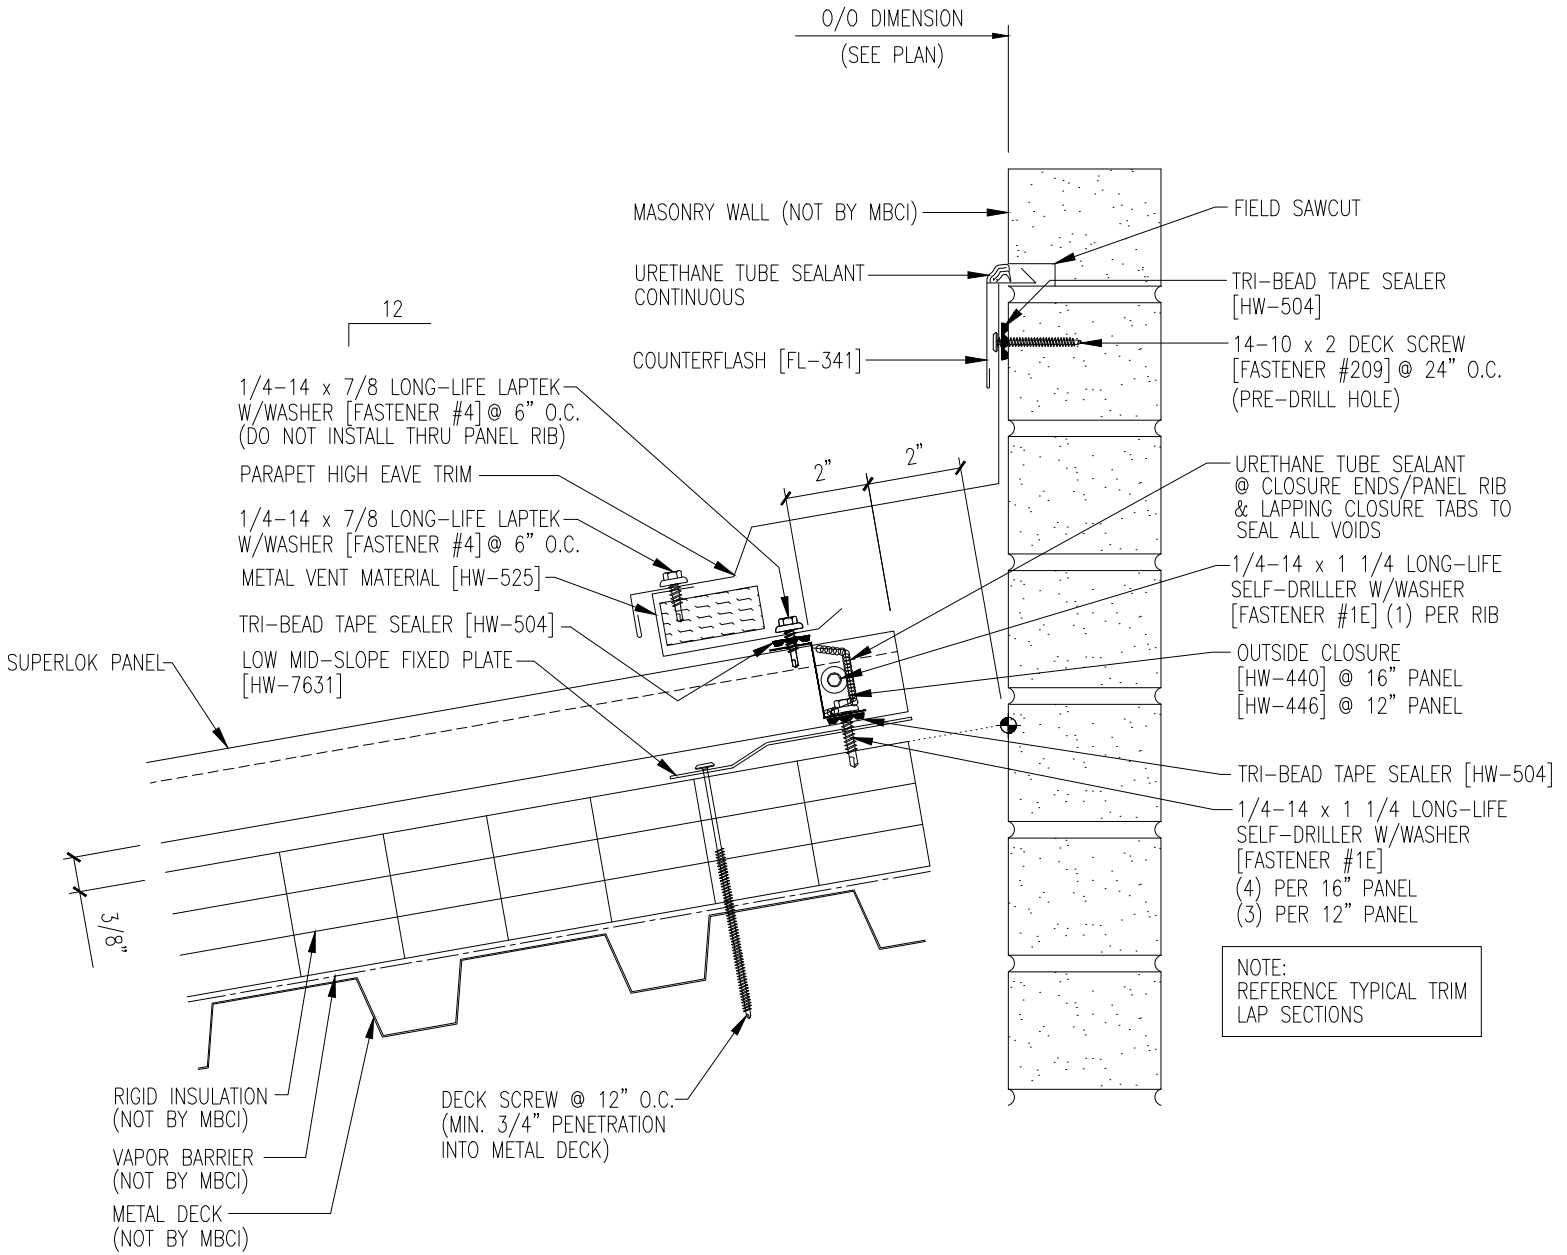 O/O DIMENSION
(SEE PLAN)
MASONRY WALL (NOT BY MBCI)
FIELD SAWCUT
URETHANE TUBE SEALANT
CONTINUOUS
TRI-BEAD TAPE SEALER
[HW-504]
12
COUNTERFLASH [FL-341]
14-10 x 2 DECK SCREW
[FASTENER #209] @ 24" O.C.
(PRE-DRILL HOLE)
1/4-14 x 7/8 LONG-LIFE LAPTEK
W/WASHER [FASTENER #4] @ 6" O.C.
(DO NOT INSTALL THRU PANEL RIB)
PARAPET HIGH EAVE TRIM
2"
2"
URETHANE TUBE SEALANT
@ CLOSURE ENDS/PANEL RIB
& LAPPING CLOSURE TABS TO
SEAL ALL VOIDS
1/4-14 x 7/8 LONG-LIFE LAPTEK
W/WASHER [FASTENER #4] @ 6" O.C.
METAL VENT MATERIAL [HW-525]
1/4-14 x 1 1/4 LONG-LIFE
SELF-DRILLER W/WASHER
[FASTENER #1E] (1) PER RIB
TRI-BEAD TAPE SEALER [HW-504]
SUPERLOK PANEL
LOW MID-SLOPE FIXED PLATE
[HW-7631]
OUTSIDE CLOSURE
[HW-440] @ 16" PANEL
[HW-446] @ 12" PANEL
TRI-BEAD TAPE SEALER [HW-504]
1/4-14 x 1 1/4 LONG-LIFE
SELF-DRILLER W/WASHER
[FASTENER #1E]
(4) PER 16" PANEL
(3) PER 12" PANEL
3/8"
NOTE:
REFERENCE TYPICAL TRIM
LAP SECTIONS
RIGID INSULATION
(NOT BY MBCI)
VAPOR BARRIER
(NOT BY MBCI)
METAL DECK
(NOT BY MBCI)
DECK SCREW @ 12" O.C.
(MIN. 3/4" PENETRATION
INTO METAL DECK)